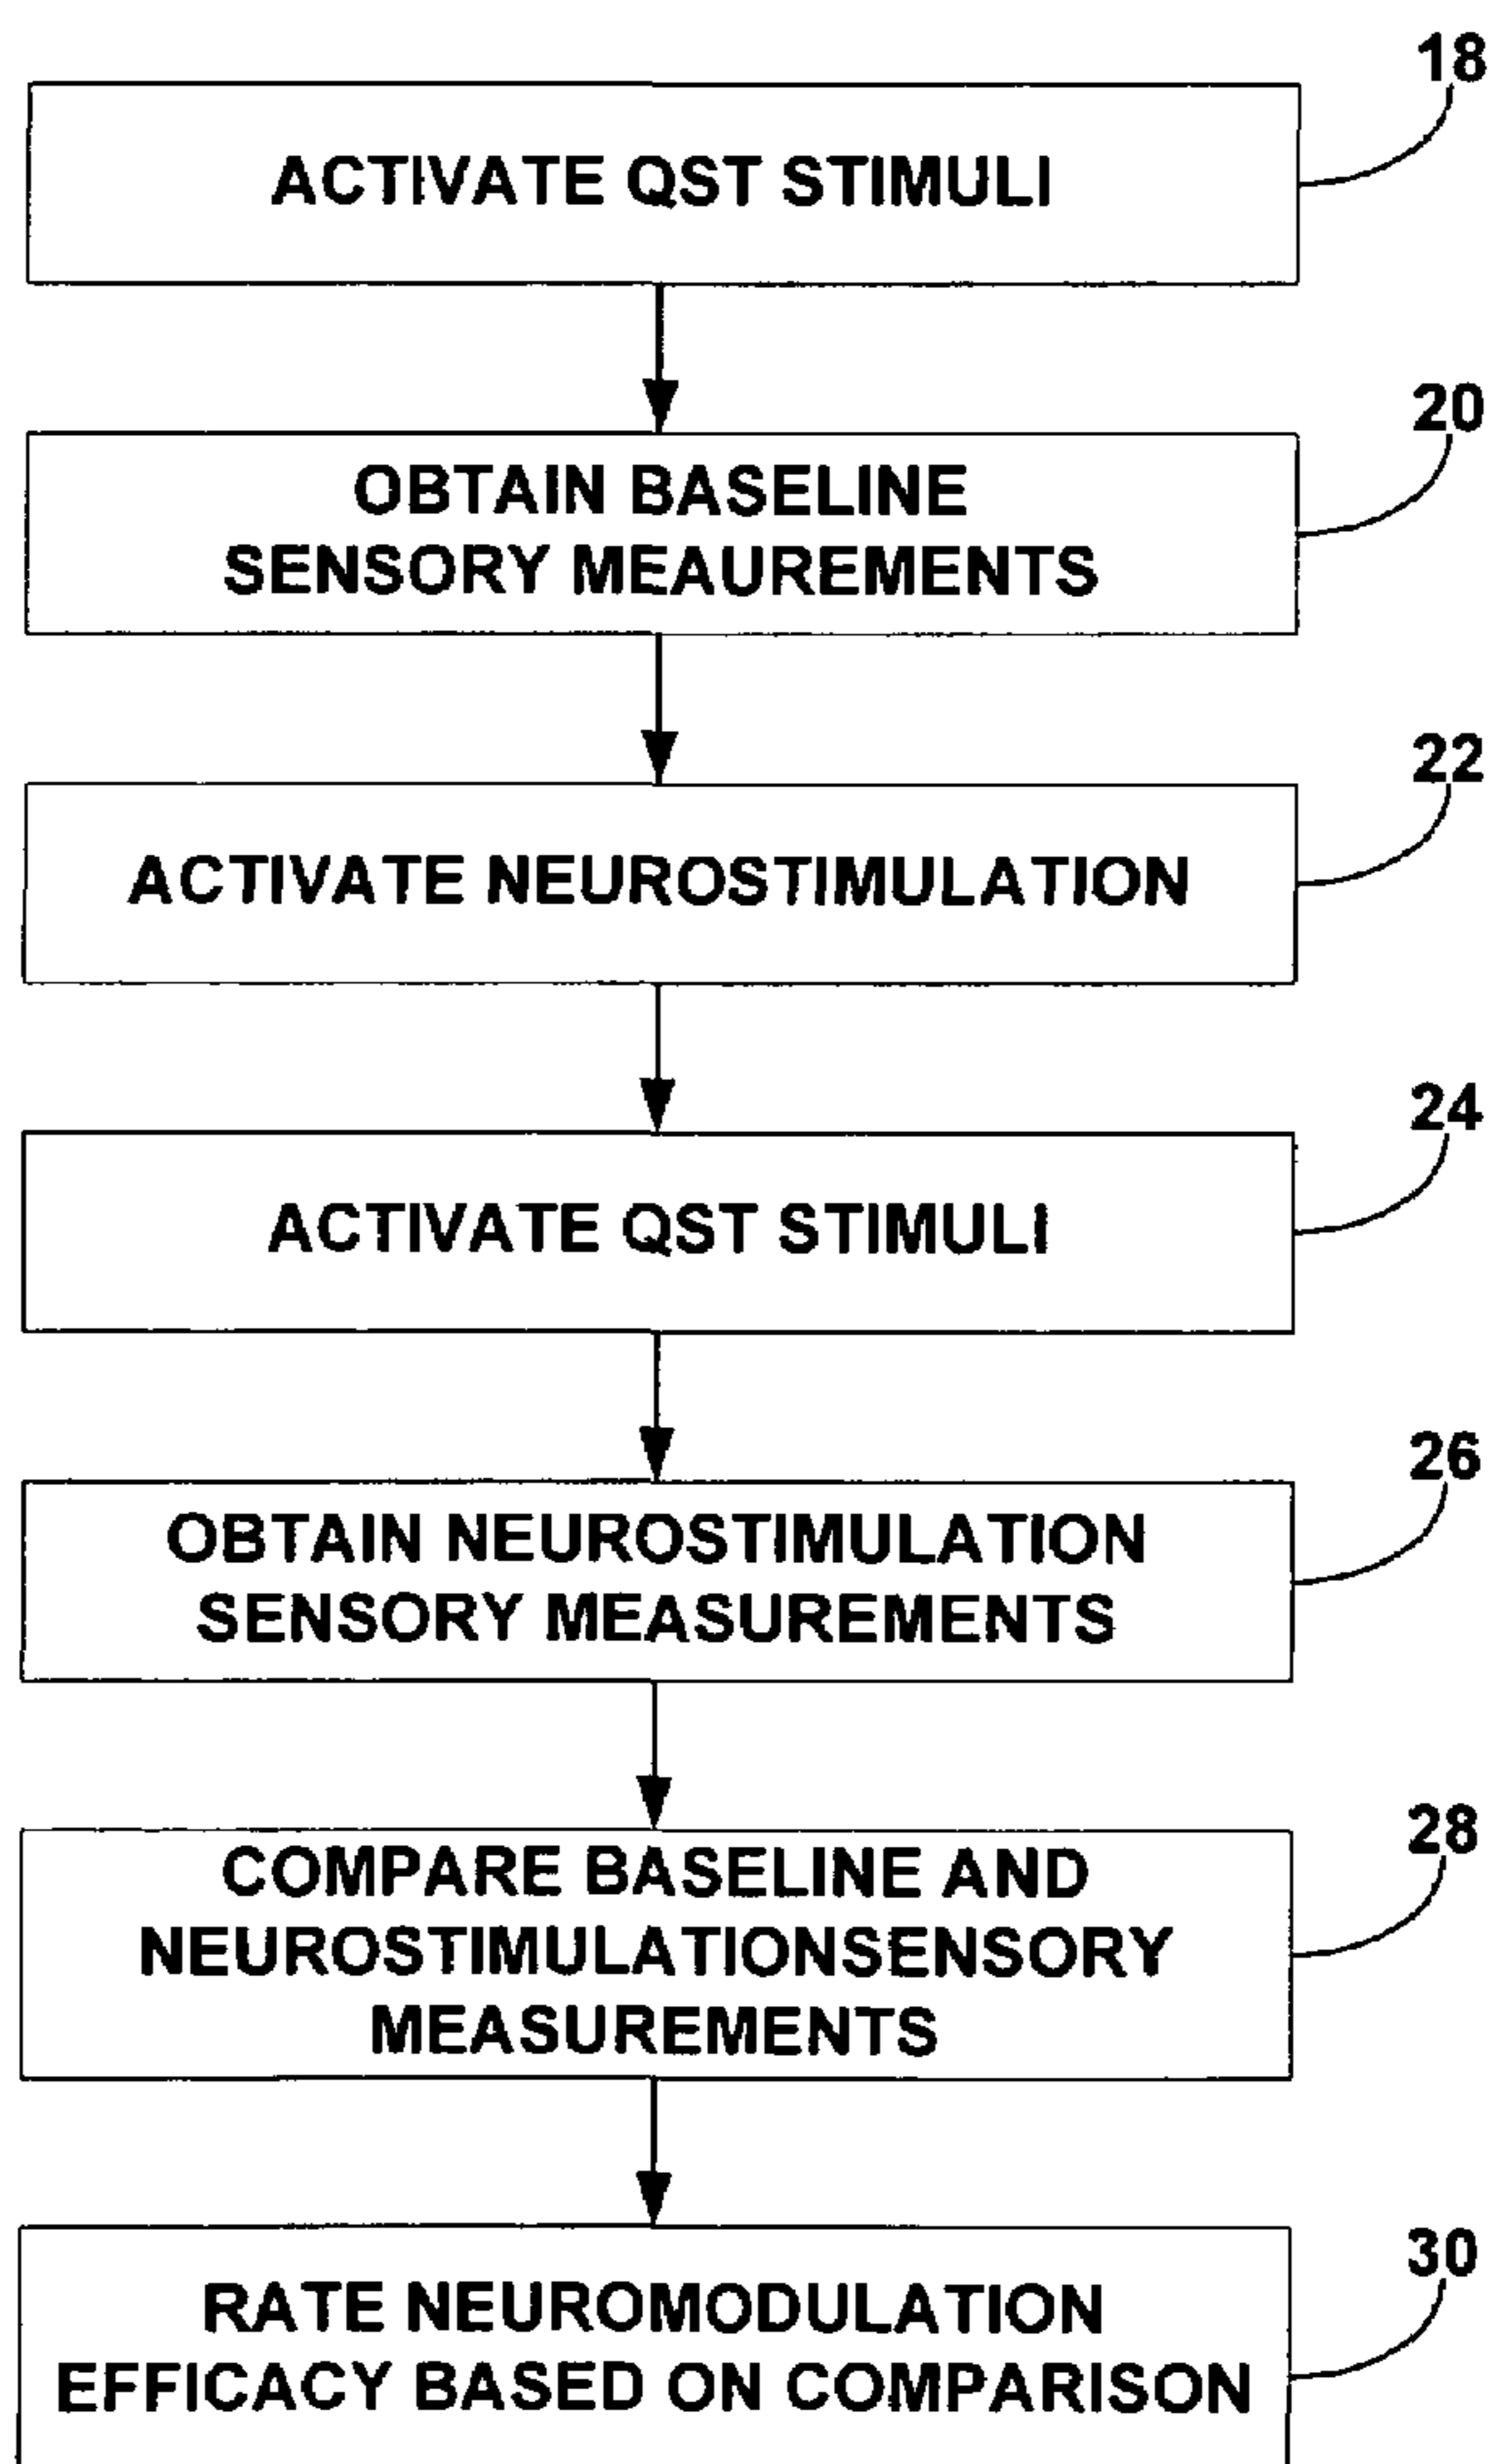 18
ACTIVATE QST STIMULI
20
OBTAIN BASELINE
SENSORY MEAUREMENTS
22
ACTIVATE NEUROSTIMULATION
24
ACTIVATE QST STIMULI
26
OBTAIN NEUROSTIMULATION
SENSORY MEASUREMENTS
28
COMPARE BASELINE AND
NEUROSTIMULATIONSENSORY
MEASUREMENTS
30
RATE NEUROMODULATION
EFFICACY BASED ON COMPARISON